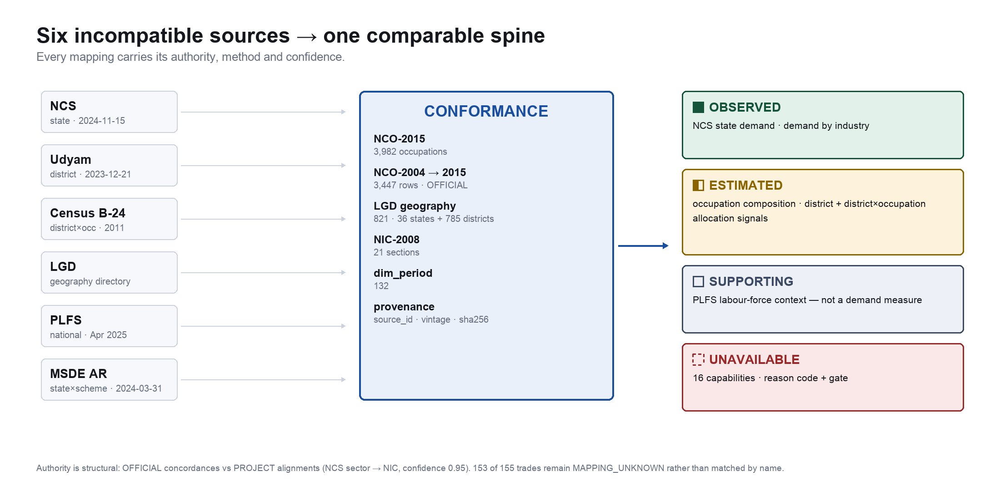 Six incompatible sources → one comparable spine
Every mapping carries its authority, method and confidence.
NCS
state · 2024-11-15
Udyam
district · 2023-12-21
Census B-24
district×occ · 2011
LGD
geography directory
PLFS
national · Apr 2025
MSDE AR
state×scheme · 2024-03-31
CONFORMANCE
NCO-2015
3,982 occupations
NCO-2004 → 2015
3,447 rows · OFFICIAL
LGD geography
821 · 36 states + 785 districts
NIC-2008
21 sections
dim_period
132
provenance
source_id · vintage · sha256
OBSERVED
NCS state demand · demand by industry
ESTIMATED
occupation composition · district + district×occupation
allocation signals
SUPPORTING
PLFS labour-force context — not a demand measure
UNAVAILABLE
16 capabilities · reason code + gate
Authority is structural: OFFICIAL concordances vs PROJECT alignments (NCS sector → NIC, confidence 0.95). 153 of 155 trades remain MAPPING_UNKNOWN rather than matched by name.